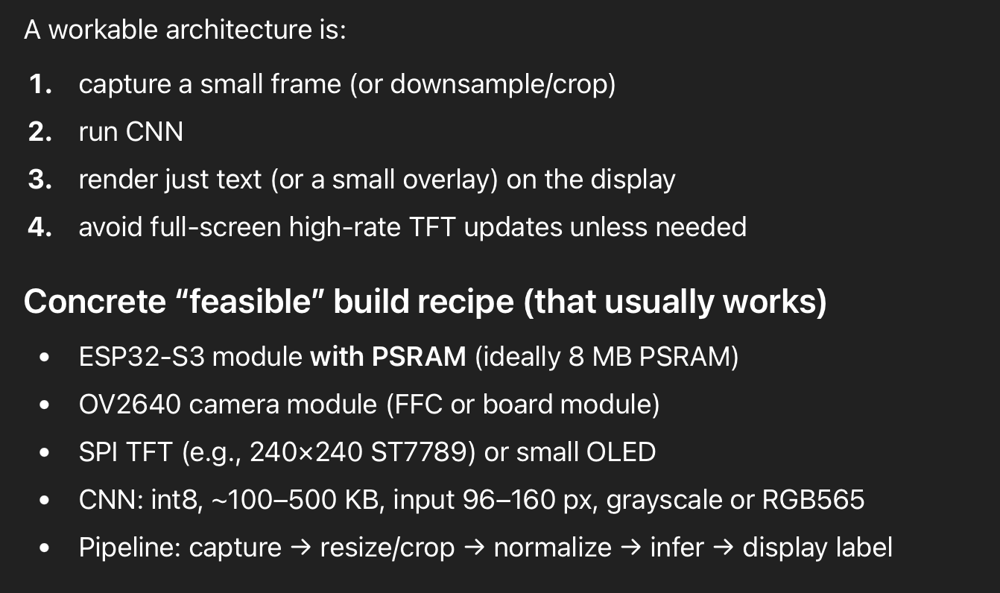 A workable architecture is:
1. capture a small frame (or downsample/crop)
2. run CNN
3. render just text (or a small overlay) on the display
4. avoid full-screen high-rate TFT updates unless needed
Concrete “feasible” build recipe (that usually works)
• ESP32-S3 module with PSRAM (ideally 8 MB PSRAM)
• OV2640 camera module (FFC or board module)
• SPI TFT (e.g., 240×240 ST7789) or small OLED
• CNN: int8, ~100–500 KB, input 96–160 px, grayscale or RGB565
• Pipeline: capture → resize/crop → normalize → infer → display label